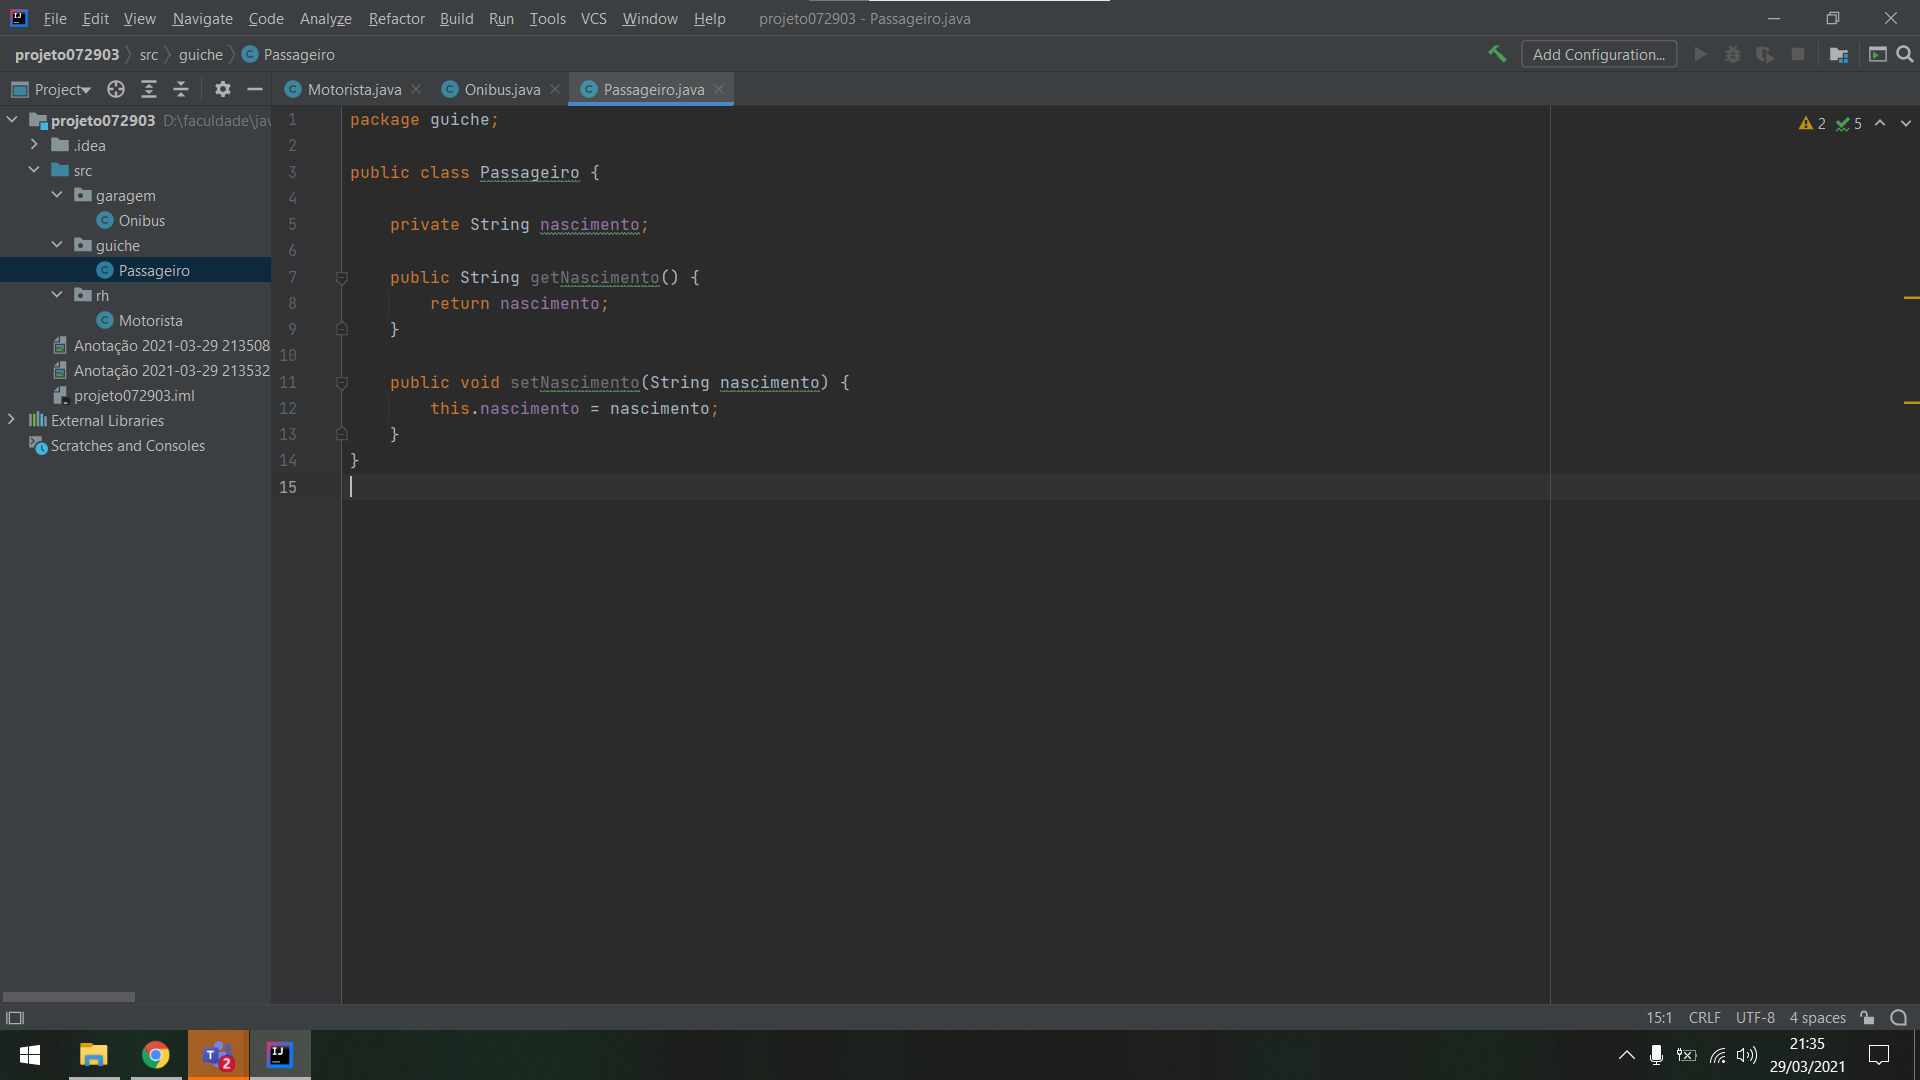 File Edit View Navigate Code Analyze Refactor Build Run Tools VCS Window Help projeto072903 - Passageiro.java
projeto072903 src guiche Passageiro Add Configuration...
Project Motorista.java Onibus.java Passageiro.java
projeto072903 D:\faculdade\jav
.idea
src
garagem
Onibus
guiche
Passageiro
rh
Motorista
Anotação 2021-03-29 213508
Anotação 2021-03-29 213532
projeto072903.iml
External Libraries
Scratches and Consoles
2 5
1 package guiche;
2
3 public class Passageiro {
4
5 private String nascimento;
6
7 public String getNascimento() {
8 return nascimento;
9 }
10
11 public void setNascimento(String nascimento) {
12 this.nascimento = nascimento;
13 }
14 }
15
15:1 CRLF UTF-8 4 spaces
2
21:35
29/03/2021